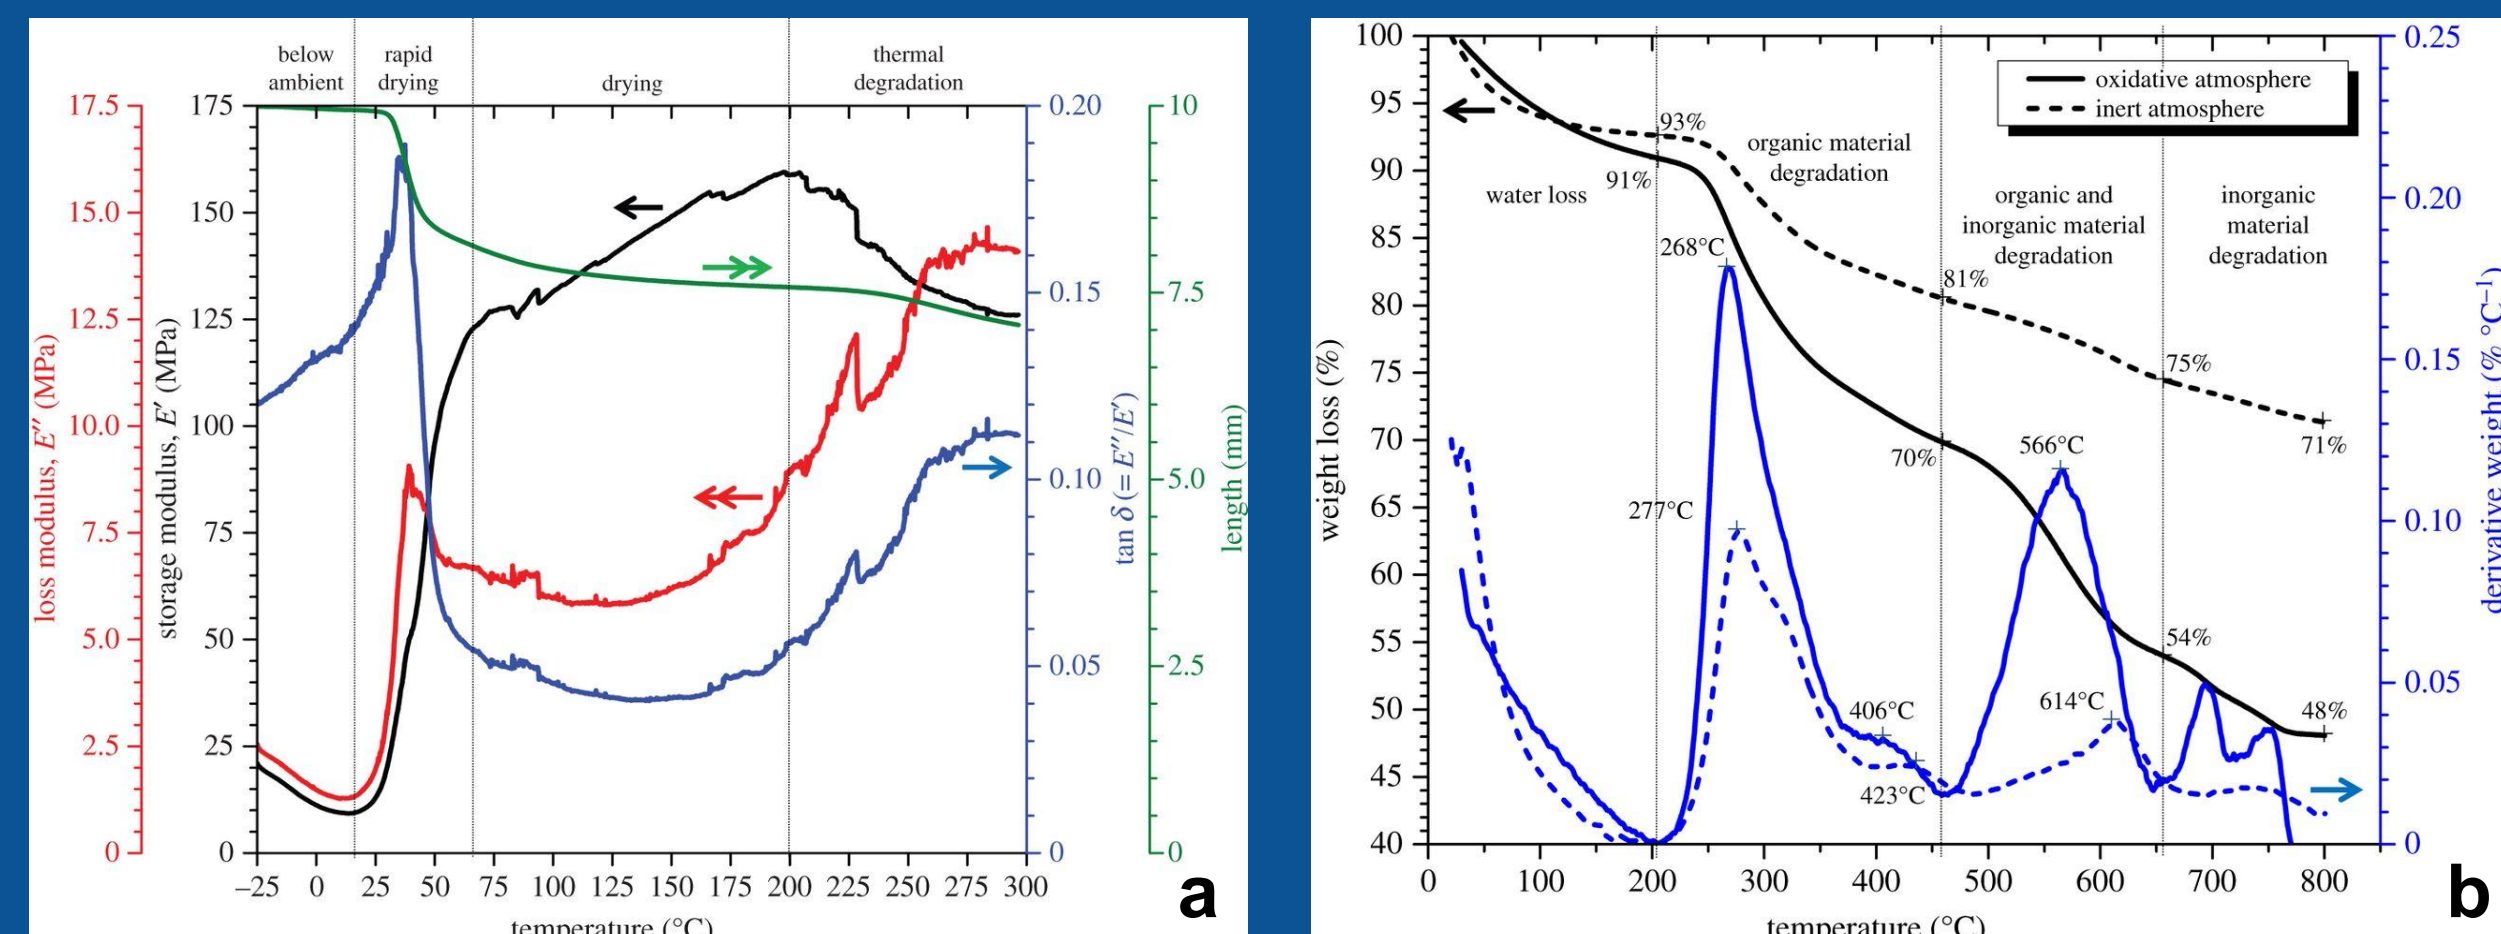 below
ambient
rapid
drying
drying
thermal
degradation
17.5
15.0
12.5
10.0
7.5
5.0
2.5
0
loss modulus, E″ (MPa)
175
150
125
100
75
50
25
0
storage modulus, E′ (MPa)
0.20
0.15
0.10
0.05
0
tan δ (= E″/E′)
10
7.5
5.0
2.5
0
length (mm)
−25 0 25 50 75 100 125 150 175 200 225 250 275 300
temperature (°C)
a
100
95
90
85
80
75
70
65
60
55
50
45
40
weight loss (%)
oxidative atmosphere
inert atmosphere
93%
91%
water loss
organic material
degradation
organic and
inorganic material
degradation
inorganic
material
degradation
268°C
81%
277°C
75%
70%
566°C
71%
54%
406°C
614°C
48%
423°C
0.25
0.20
0.15
0.10
0.05
0
derivative weight (% °C−1)
0 100 200 300 400 500 600 700 800
temperature (°C)
b